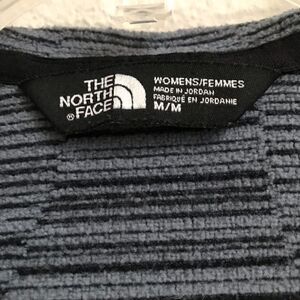 THE
NORTH
® FACE
WOMENS/FEMMES
MADE IN JORDAN
FABRIQUÉ EN JORDANIE
M/M